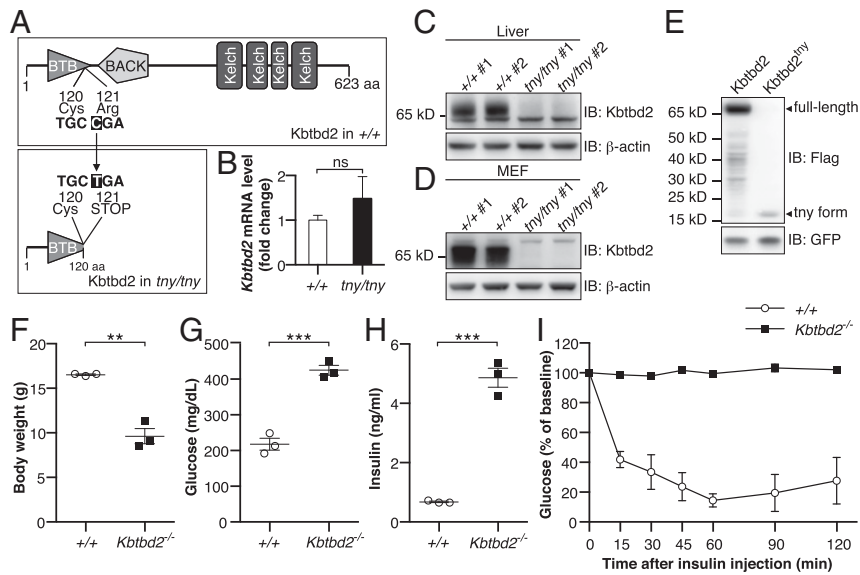 A
BTB
BACK
Kelch
Kelch
Kelch
Kelch
1
623 aa
120 121
Cys Arg
TGC CGA
Kbtbd2 in +/+
TGC TGA
120 121
Cys STOP
BTB
1
120 aa
Kbtbd2 in tny/tny
B
Kbtbd2 mRNA level
(fold change)
ns
2
1
0
+/+ tny/tny
C
Liver
+/+ #1
+/+ #2
tny/tny #1
tny/tny #2
65 kD
IB: Kbtbd2
IB: β-actin
D
MEF
+/+ #1
+/+ #2
tny/tny #1
tny/tny #2
65 kD
IB: Kbtbd2
IB: β-actin
E
Kbtbd2
Kbtbd2tny
65 kD
50 kD
40 kD
30 kD
25 kD
15 kD
full-length
IB: Flag
tny form
IB: GFP
F
Body weight (g)
20
15
10
5
0
**
+/+ Kbtbd2-/-
G
Glucose (mg/dL)
500
400
300
200
100
0
***
+/+ Kbtbd2-/-
H
Insulin (ng/ml)
6
4
2
0
***
+/+ Kbtbd2-/-
I
+/+
Kbtbd2-/-
Glucose (% of baseline)
120
100
80
60
40
20
0
0 15 30 45 60 90 120
Time after insulin injection (min)